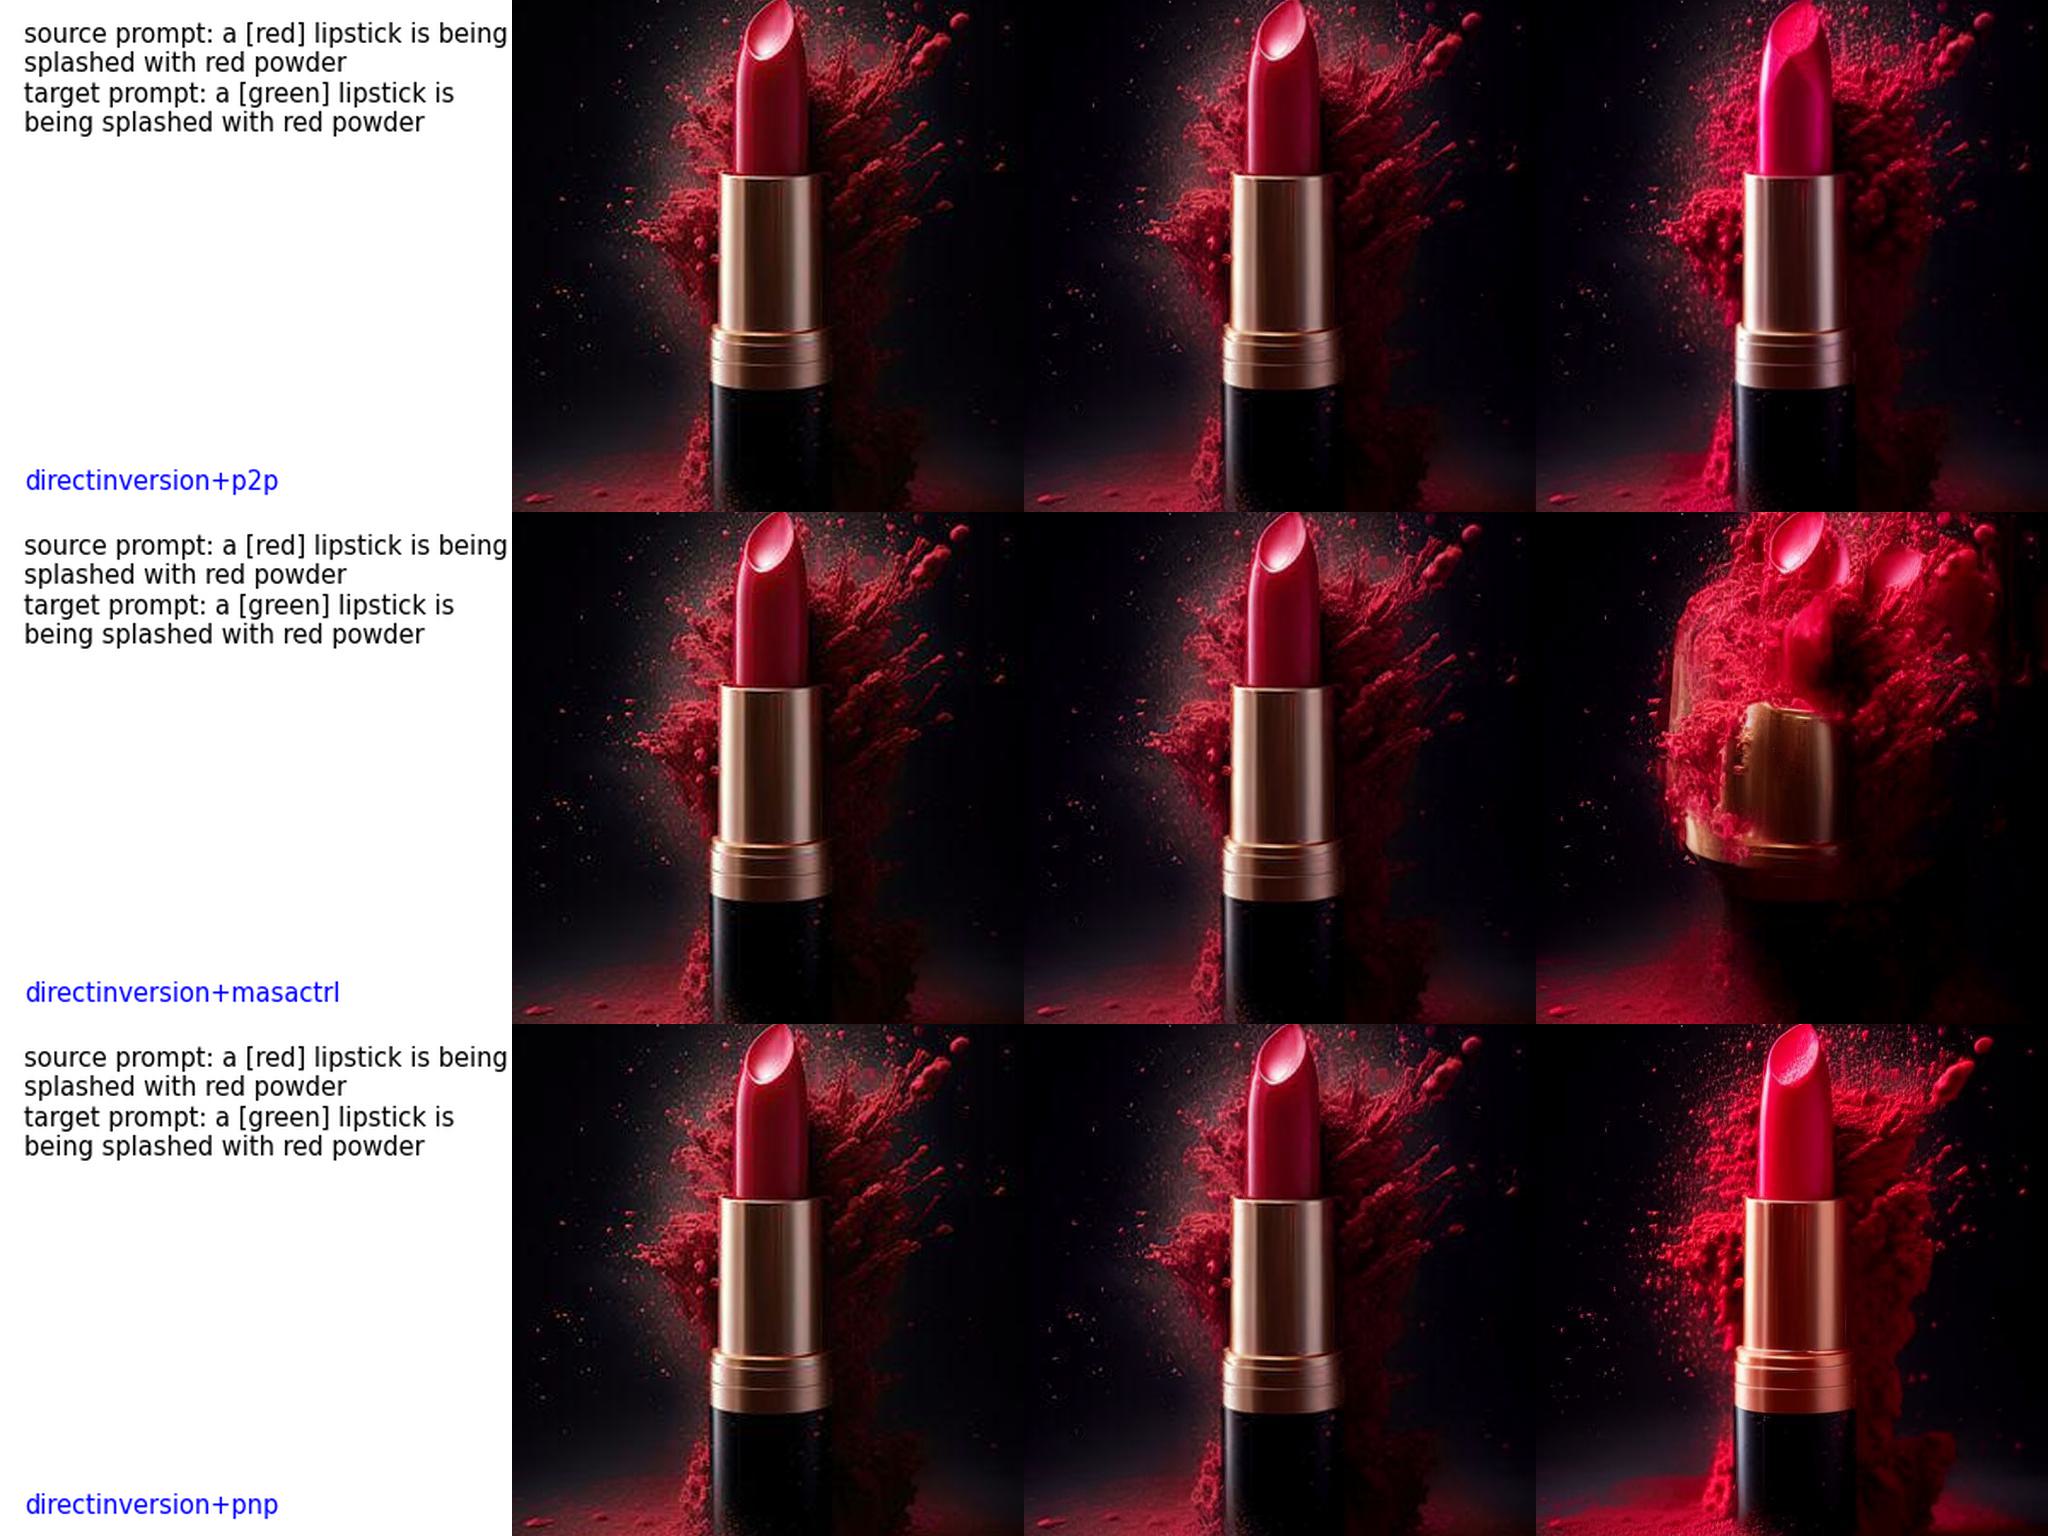 source prompt: a [red] lipstick is being
splashed with red powder
target prompt: a [green] lipstick is
being splashed with red powder
directinversion+p2p
source prompt: a [red] lipstick is being
splashed with red powder
target prompt: a [green] lipstick is
being splashed with red powder
directinversion+masactrl
source prompt: a [red] lipstick is being
splashed with red powder
target prompt: a [green] lipstick is
being splashed with red powder
directinversion+pnp